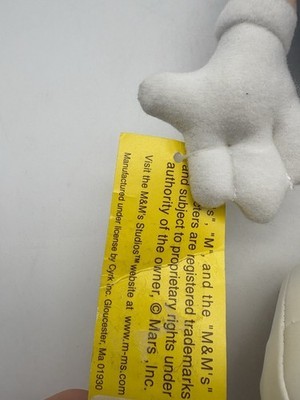 ", "M", and the "M&M's"
are registered trademarks
and subject to proprietary rights under
authority of the owner, © Mars , Inc.
Visit the M&M's Studios™ website at www.m-ms.com
Manufactured under license by Cyrk Inc. Gloucester, Ma 01930